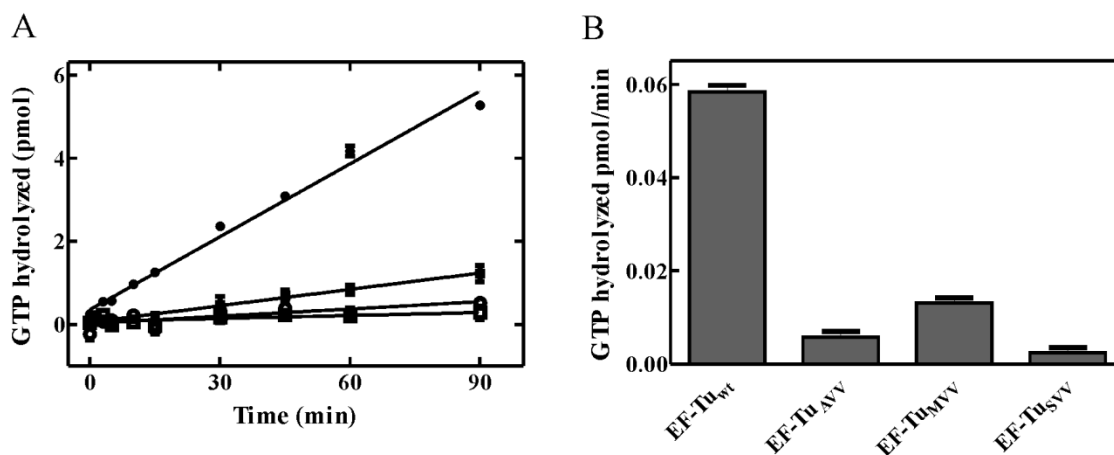 A
GTP hydrolyzed (pmol)
6
4
2
0
0
30
60
90
Time (min)
B
GTP hydrolyzed pmol/min
0.06
0.04
0.02
0.00
EF-Tuwt
EF-TuAVV
EF-TuMVV
EF-TuSVV